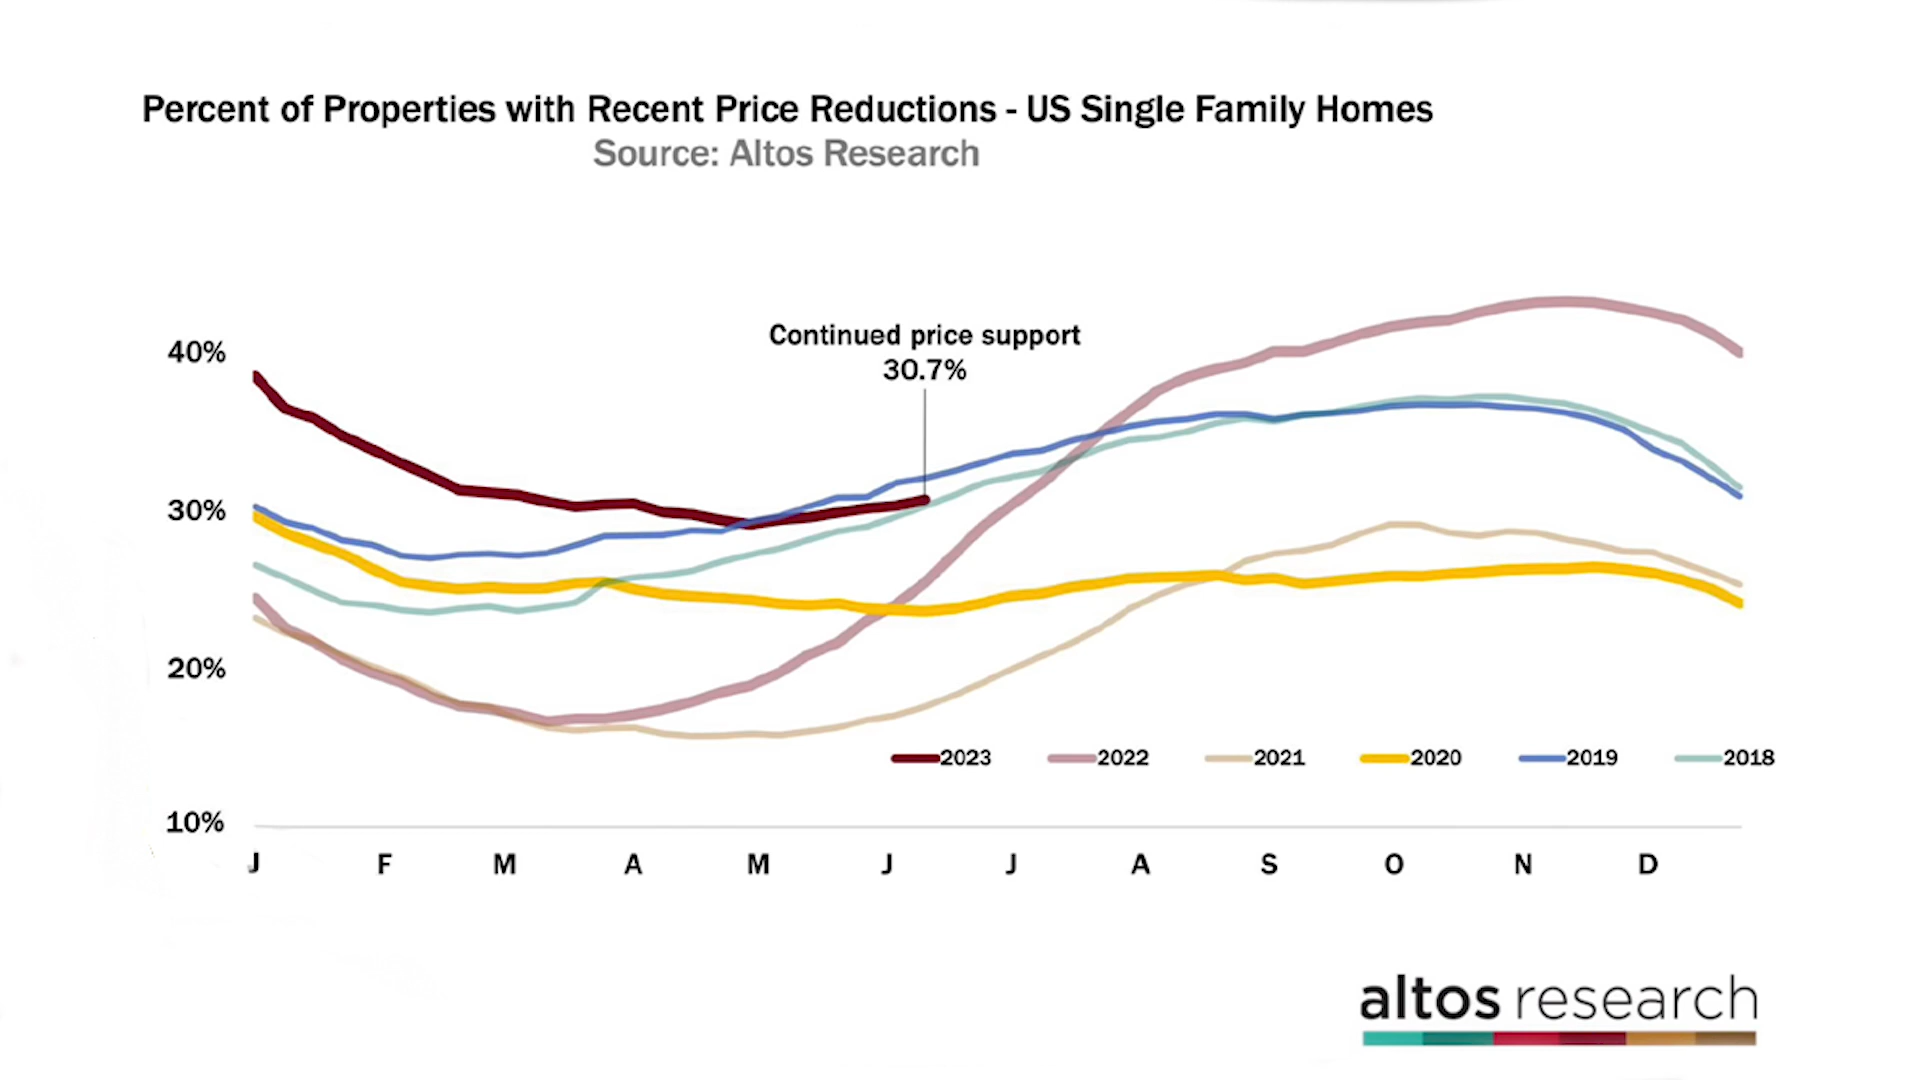 Percent of Properties with Recent Price Reductions - US Single Family Homes
Source: Altos Research
Continued price support
30.7%
40%
30%
20%
10%
2023 2022 2021 2020 2019 2018
J F M A M J J A S O N D
altos research